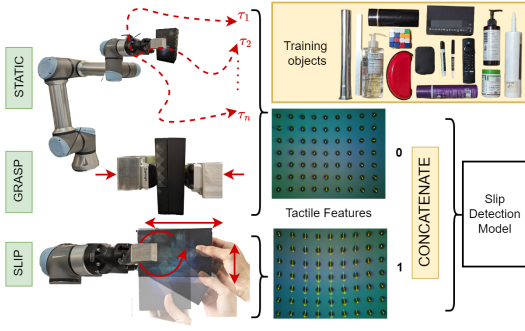 STATIC
τ1
τ2
τn
Training
objects
GRASP
0
Tactile Features
SLIP
1
CONCATENATE
Slip
Detection
Model